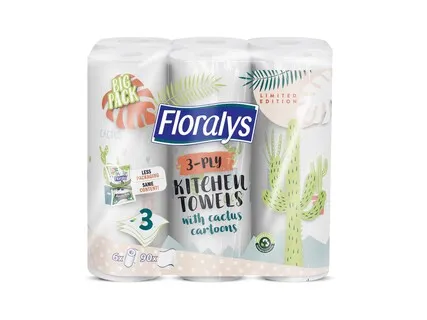 BIG
PACK
LIMITED
EDITION
Floralys
3-PLY
KITCHEN
TOWELS
with cactus
cartoons
LESS
PACKAGING
SAME
CONTENT!
Floralys
3
6x
90x